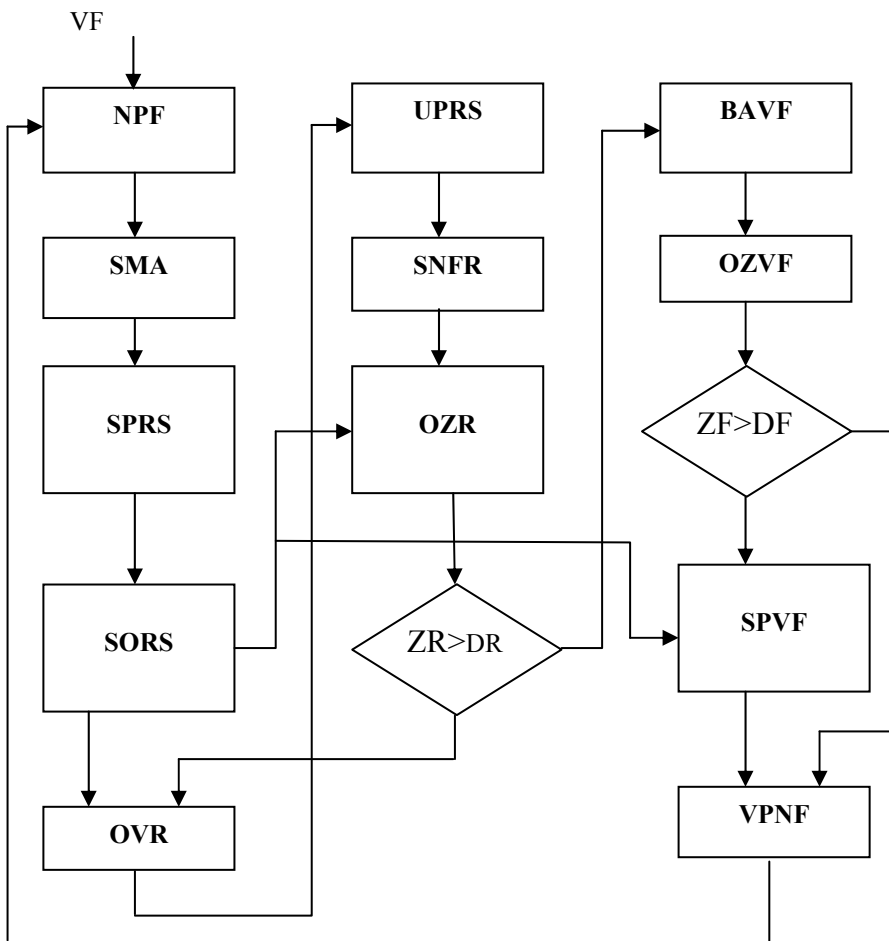 VF
NPF
SMA
SPRS
SORS
OVR
UPRS
SNFR
OZR
ZR>DR
BAVF
OZVF
ZF>DF
SPVF
VPNF